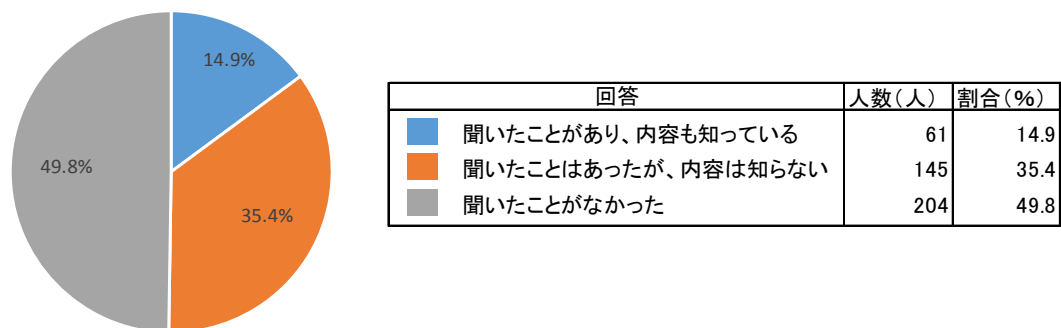 14.9%
35.4%
49.8%
回答 人数(人) 割合(%)
聞いたことがあり、内容も知っている 61 14.9
聞いたことはあったが、内容は知らない 145 35.4
聞いたことがなかった 204 49.8